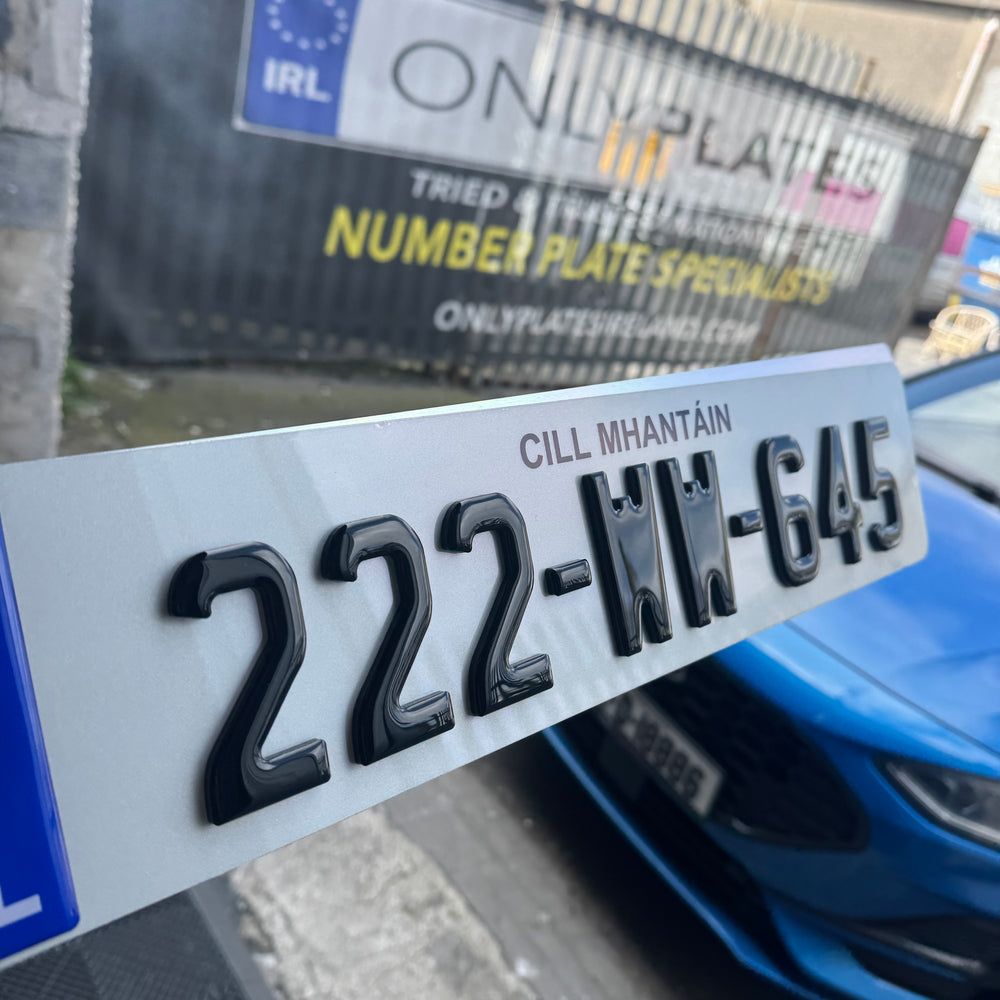 IRL
ONLYPLATES
TRIED &
NUMBER PLATE SPECIALISTS
ONLYPLATESIRELAND.COM
CILL MHANTÁIN
222-WW-645